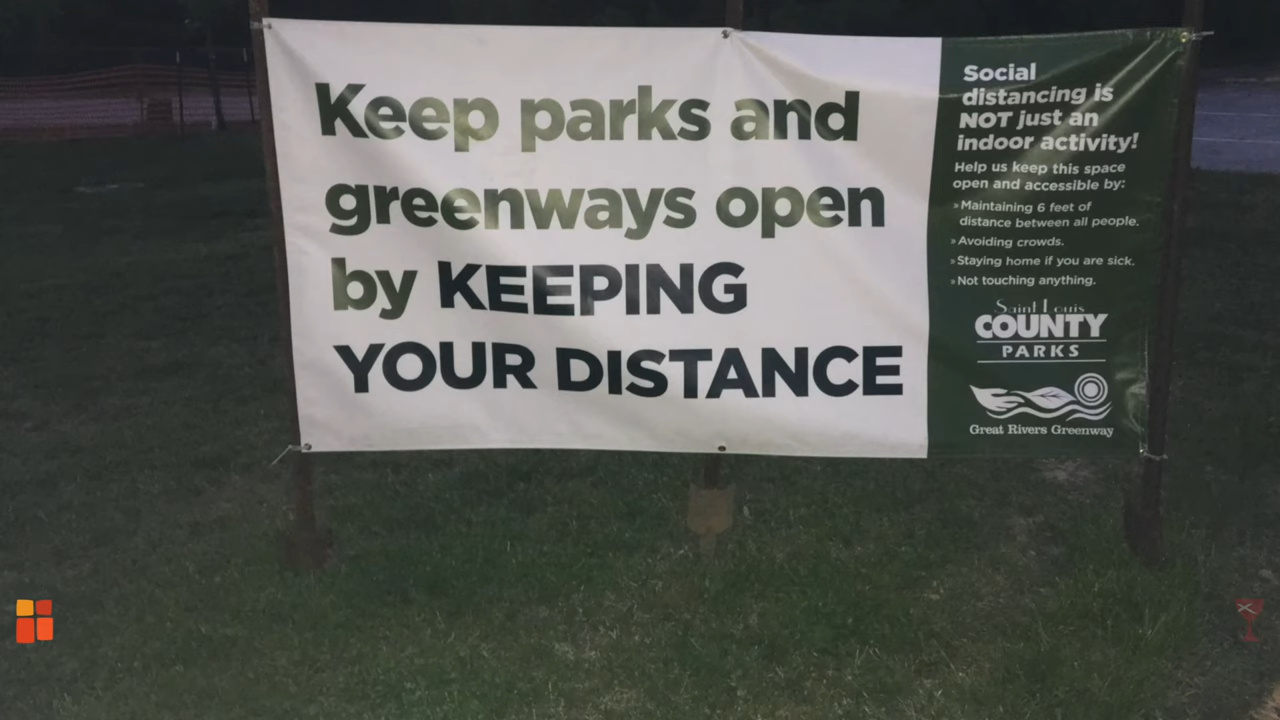 Keep parks and
greenways open
by KEEPING
YOUR DISTANCE
Social
distancing is
NOT just an
indoor activity!
Help us keep this space
open and accessible by:
» Maintaining 6 feet of
distance between all people.
» Avoiding crowds.
» Staying home if you are sick.
» Not touching anything.
Saint Louis
COUNTY
PARKS
Great Rivers Greenway